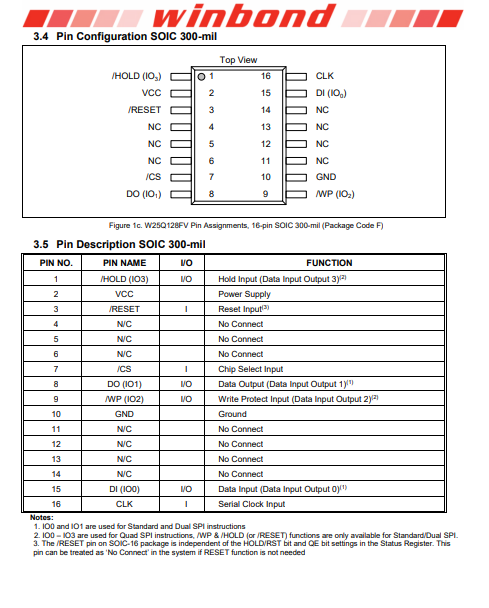 winbond
3.4 Pin Configuration SOIC 300-mil
Top View
/HOLD (IO3) 1 16 CLK
VCC 2 15 DI (IO0)
/RESET 3 14 NC
NC 4 13 NC
NC 5 12 NC
NC 6 11 NC
/CS 7 10 GND
DO (IO1) 8 9 /WP (IO2)
Figure 1c. W25Q128FV Pin Assignments, 16-pin SOIC 300-mil (Package Code F)
3.5 Pin Description SOIC 300-mil
PIN NO. PIN NAME I/O FUNCTION
1 /HOLD (IO3) I/O Hold Input (Data Input Output 3)(2)
2 VCC Power Supply
3 /RESET I Reset Input(3)
4 N/C No Connect
5 N/C No Connect
6 N/C No Connect
7 /CS I Chip Select Input
8 DO (IO1) I/O Data Output (Data Input Output 1)(1)
9 /WP (IO2) I/O Write Protect Input (Data Input Output 2)(2)
10 GND Ground
11 N/C No Connect
12 N/C No Connect
13 N/C No Connect
14 N/C No Connect
15 DI (IO0) I/O Data Input (Data Input Output 0)(1)
16 CLK I Serial Clock Input
Notes:
1. IO0 and IO1 are used for Standard and Dual SPI instructions
2. IO0 – IO3 are used for Quad SPI instructions, /WP & /HOLD (or /RESET) functions are only available for Standard/Dual SPI.
3. The /RESET pin on SOIC-16 package is independent of the HOLD/RST bit and QE bit settings in the Status Register. This
pin can be treated as 'No Connect' in the system if RESET function is not needed